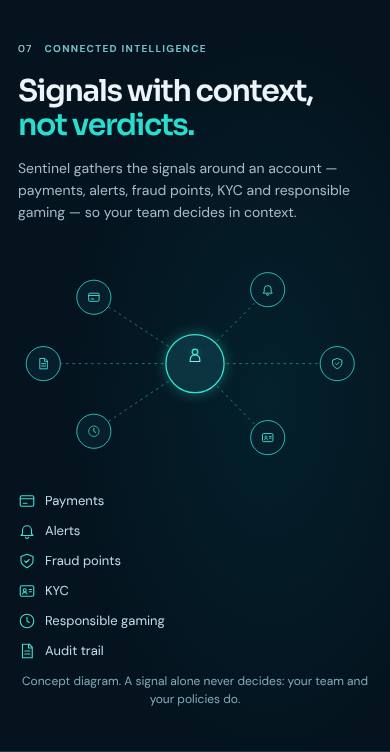 07 CONNECTED INTELLIGENCE
Signals with context,
not verdicts.
Sentinel gathers the signals around an account —
payments, alerts, fraud points, KYC and responsible
gaming — so your team decides in context.
Payments
Alerts
Fraud points
KYC
Responsible gaming
Audit trail
Concept diagram. A signal alone never decides: your team and
your policies do.